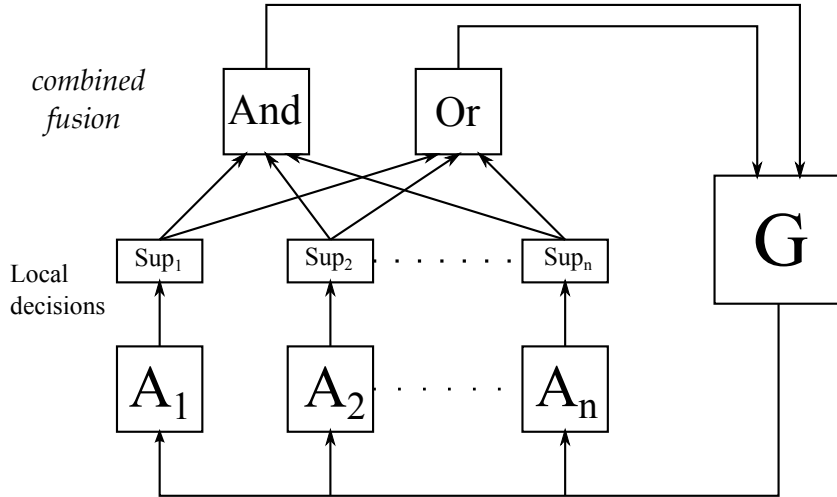 combined
fusion
And
Or
G
Sup₁
Sup₂
Supₙ
Local
decisions
A₁
A₂
Aₙ